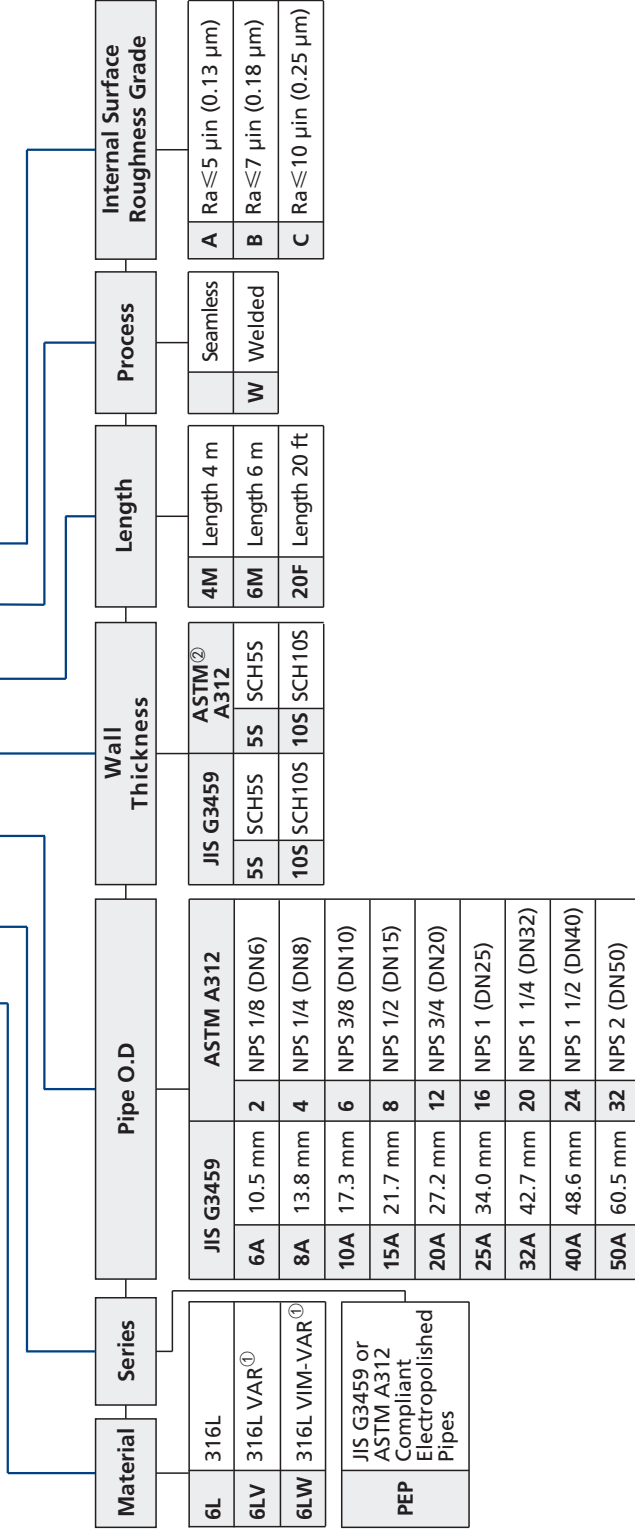 Material
6L 316L
6LV 316L VAR①
6LW 316L VIM-VAR①
Series
PEP JIS G3459 or
ASTM A312
Compliant
Electropolished
Pipes
Pipe O.D
JIS G3459 ASTM A312
6A 10.5 mm 2 NPS 1/8 (DN6)
8A 13.8 mm 4 NPS 1/4 (DN8)
10A 17.3 mm 6 NPS 3/8 (DN10)
15A 21.7 mm 8 NPS 1/2 (DN15)
20A 27.2 mm 12 NPS 3/4 (DN20)
25A 34.0 mm 16 NPS 1 (DN25)
32A 42.7 mm 20 NPS 1 1/4 (DN32)
40A 48.6 mm 24 NPS 1 1/2 (DN40)
50A 60.5 mm 32 NPS 2 (DN50)
Wall
Thickness
JIS G3459 ASTM②
A312
5S SCH5S 5S SCH5S
10S SCH10S 10S SCH10S
Length
4M Length 4 m
6M Length 6 m
20F Length 20 ft
Process
Seamless
W Welded
Internal Surface
Roughness Grade
A Ra≤5 μin (0.13 μm)
B Ra≤7 μin (0.18 μm)
C Ra≤10 μin (0.25 μm)